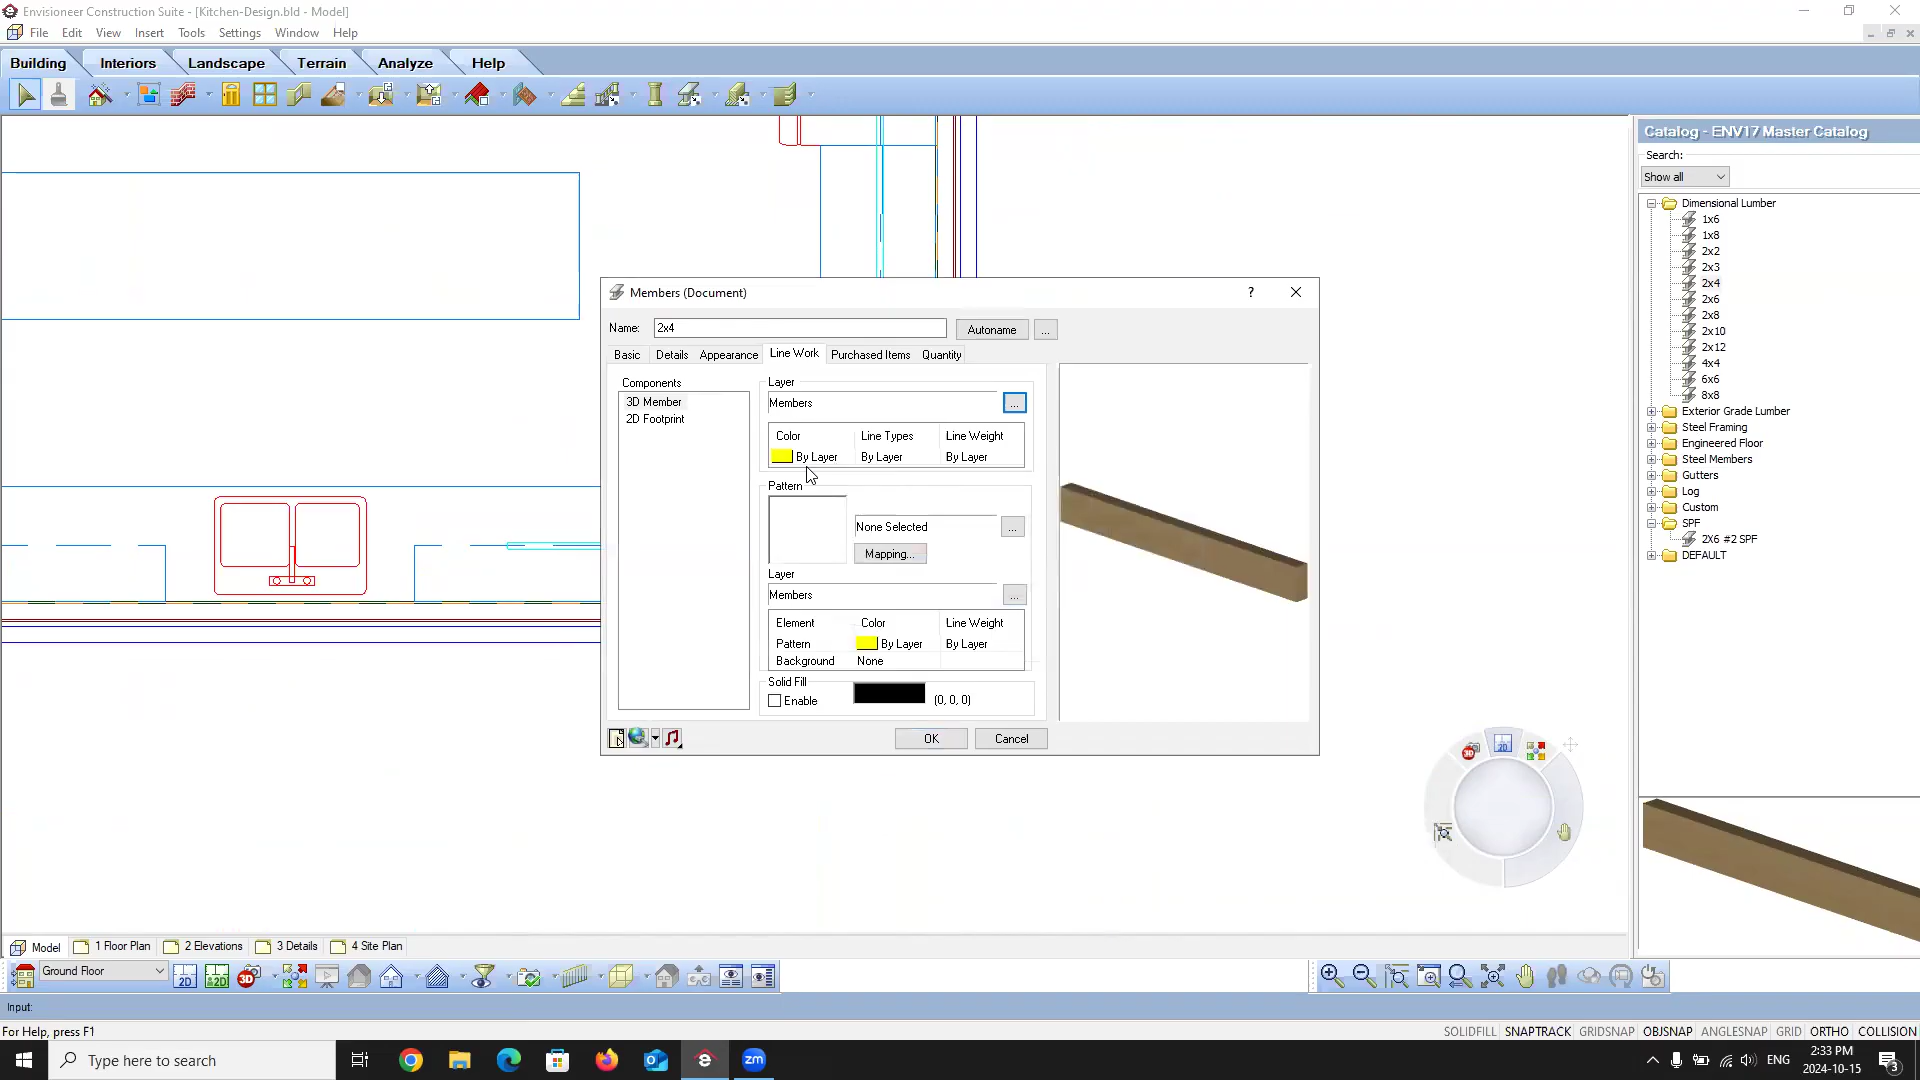 Envisioneer Construction Suite - [Kitchen-Design.bld - Model]
File Edit View Insert Tools Settings Window Help
Building Interiors Landscape Terrain Analyze Help
Catalog - ENV17 Master Catalog
Search:
Show all
Dimensional Lumber
1x6
1x8
2x2
2x3
2x4
2x6
2x8
2x10
2x12
4x4
6x6
8x8
Exterior Grade Lumber
Steel Framing
Engineered Floor
Steel Members
Gutters
Log
Custom
SPF
2X6 #2 SPF
DEFAULT
Members (Document)
?
Name: 2x4 Autoname ...
Basic Details Appearance Line Work Purchased Items Quantity
Components
3D Member
2D Footprint
Layer
Members ...
Color Line Types Line Weight
By Layer By Layer By Layer
Pattern
None Selected ...
Mapping...
Layer
Members ...
Element Color Line Weight
Pattern By Layer By Layer
Background None
Solid Fill
Enable (0, 0, 0)
OK Cancel
3D 2D
Model 1 Floor Plan 2 Elevations 3 Details 4 Site Plan
Ground Floor 2D 2D 3D
Input:
For Help, press F1
SOLIDFILL SNAPTRACK GRIDSNAP OBJSNAP ANGLESNAP GRID ORTHO COLLISION
Type here to search
zm
ENG
2:33 PM
2024-10-15
3